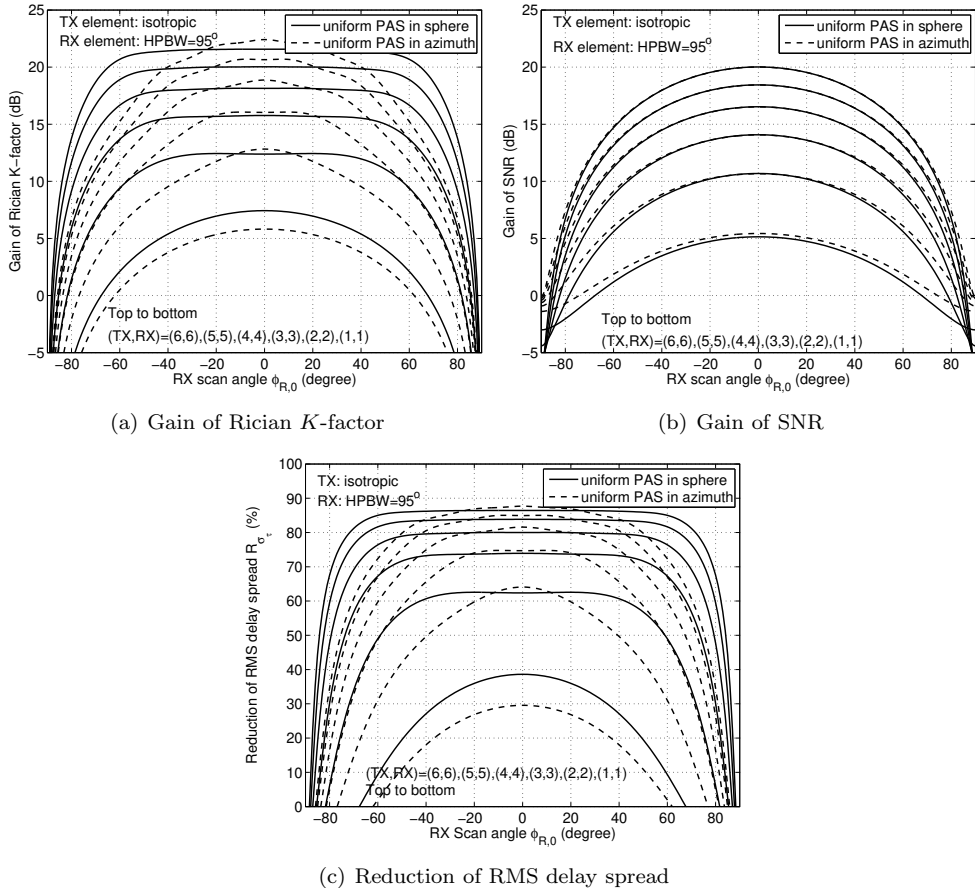 TX element: isotropic
RX element: HPBW=95°
uniform PAS in sphere
uniform PAS in azimuth
Gain of Rician K−factor (dB)
20
15
10
5
0
−5
Top to bottom
(TX,RX)=(6,6),(5,5),(4,4),(3,3),(2,2),(1,1)
−80 −60 −40 −20 0 20 40 60 80
RX scan angle ϕR,0 (degree)
(a) Gain of Rician K-factor
TX element: isotropic
RX element: HPBW=95°
uniform PAS in sphere
uniform PAS in azimuth
Gain of SNR (dB)
25
20
15
10
5
0
−5
Top to bottom
(TX,RX)=(6,6),(5,5),(4,4),(3,3),(2,2),(1,1)
−80 −60 −40 −20 0 20 40 60 80
RX scan angle ϕR,0 (degree)
(b) Gain of SNR
TX: isotropic
RX: HPBW=95°
uniform PAS in sphere
uniform PAS in azimuth
Reduction of RMS delay spread Rστ (%)
100
90
80
70
60
50
40
30
20
10
0
(TX,RX)=(6,6),(5,5),(4,4),(3,3),(2,2),(1,1)
Top to bottom
−80 −60 −40 −20 0 20 40 60 80
RX Scan angle ϕR,0 (degree)
(c) Reduction of RMS delay spread